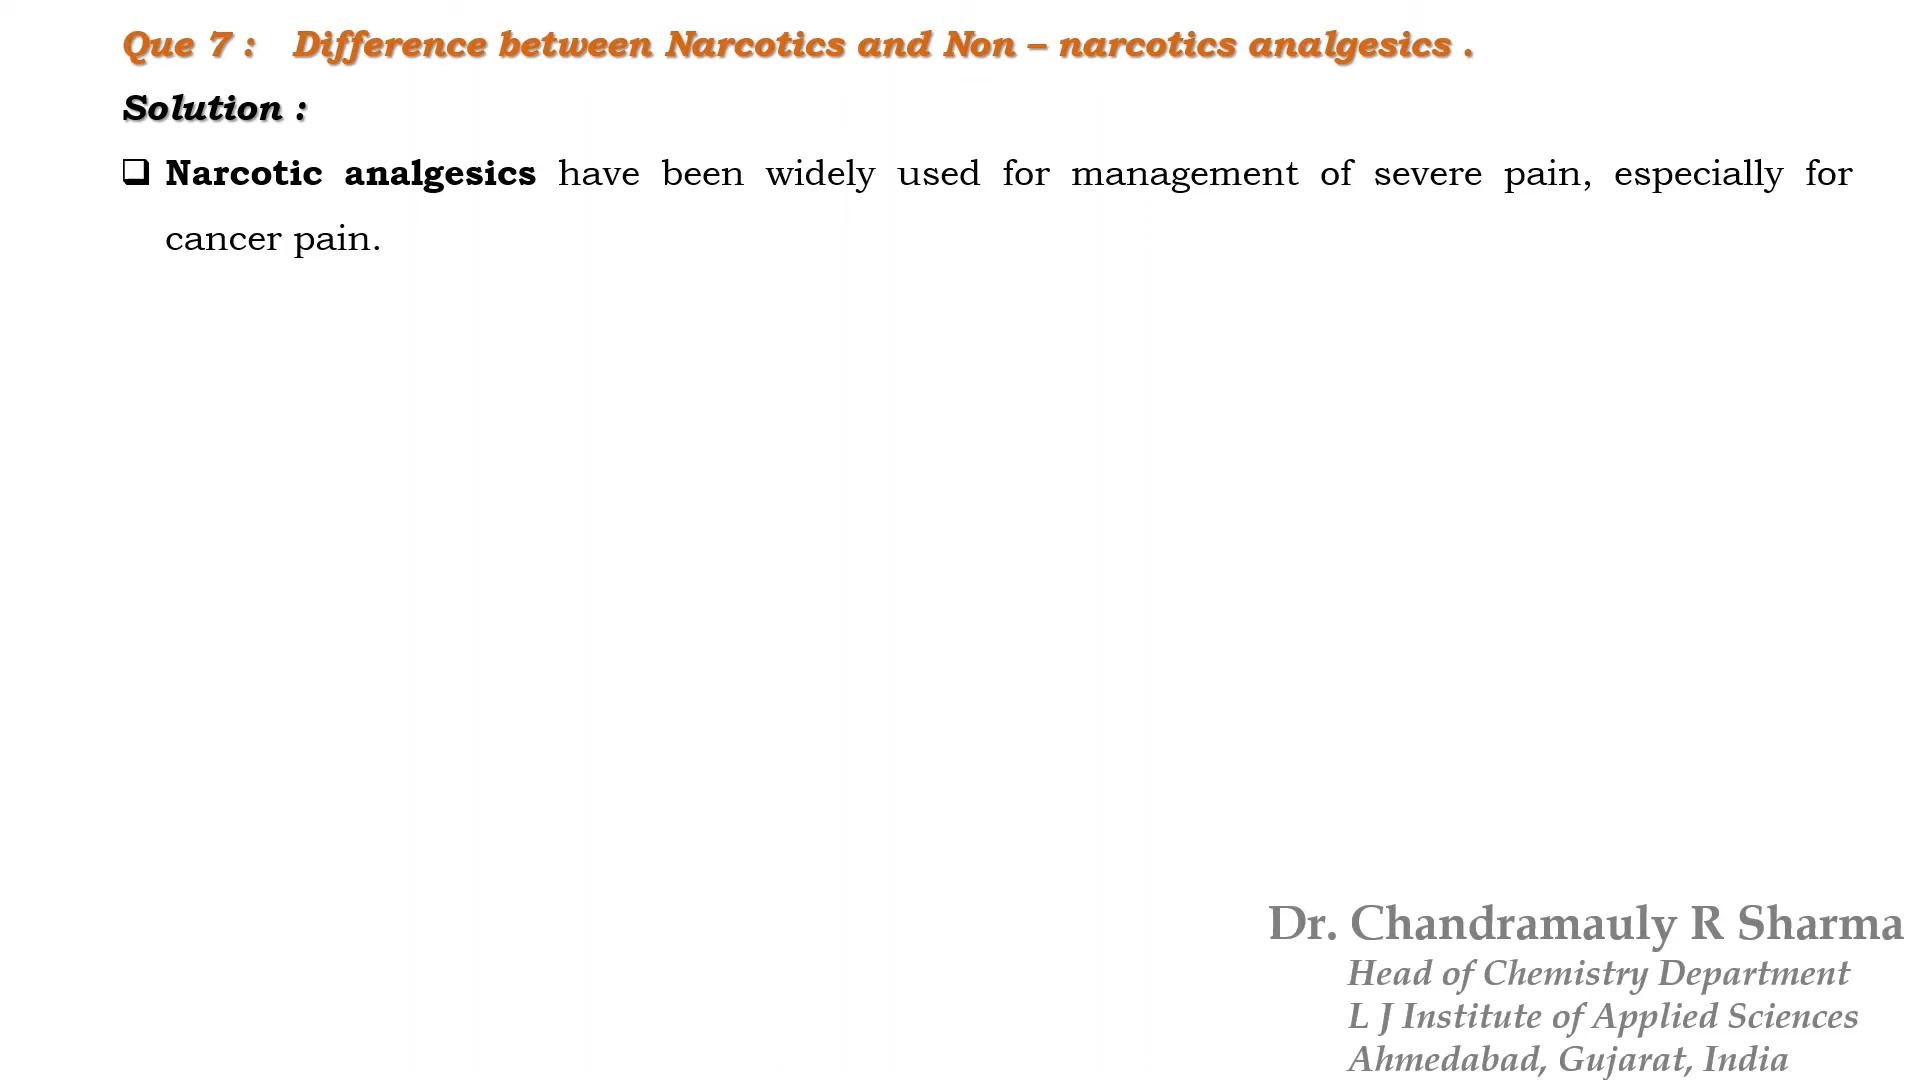 Que 7 : Difference between Narcotics and Non – narcotics analgesics .
Solution :
❑ Narcotic analgesics have been widely used for management of severe pain, especially for
cancer pain.
Dr. Chandramauly R Sharma
Head of Chemistry Department
L J Institute of Applied Sciences
Ahmedabad, Gujarat, India